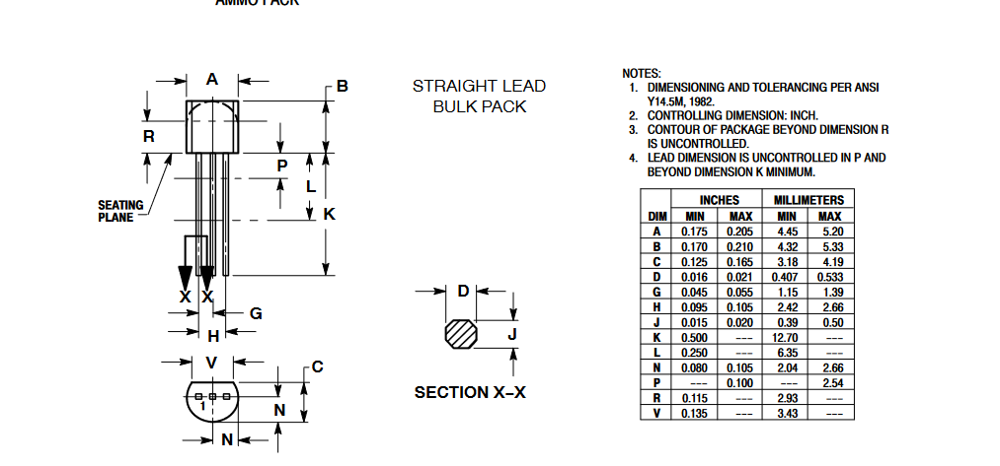 AMMO PACK
STRAIGHT LEAD
BULK PACK
A
B
R
P
L
K
SEATING
PLANE
X X
G
H
V
C
1
N
N
D
J
SECTION X–X
NOTES:
1. DIMENSIONING AND TOLERANCING PER ANSI
Y14.5M, 1982.
2. CONTROLLING DIMENSION: INCH.
3. CONTOUR OF PACKAGE BEYOND DIMENSION R
IS UNCONTROLLED.
4. LEAD DIMENSION IS UNCONTROLLED IN P AND
BEYOND DIMENSION K MINIMUM.
INCHES MILLIMETERS
DIM MIN MAX MIN MAX
A 0.175 0.205 4.45 5.20
B 0.170 0.210 4.32 5.33
C 0.125 0.165 3.18 4.19
D 0.016 0.021 0.407 0.533
G 0.045 0.055 1.15 1.39
H 0.095 0.105 2.42 2.66
J 0.015 0.020 0.39 0.50
K 0.500 --- 12.70 ---
L 0.250 --- 6.35 ---
N 0.080 0.105 2.04 2.66
P --- 0.100 --- 2.54
R 0.115 --- 2.93 ---
V 0.135 --- 3.43 ---